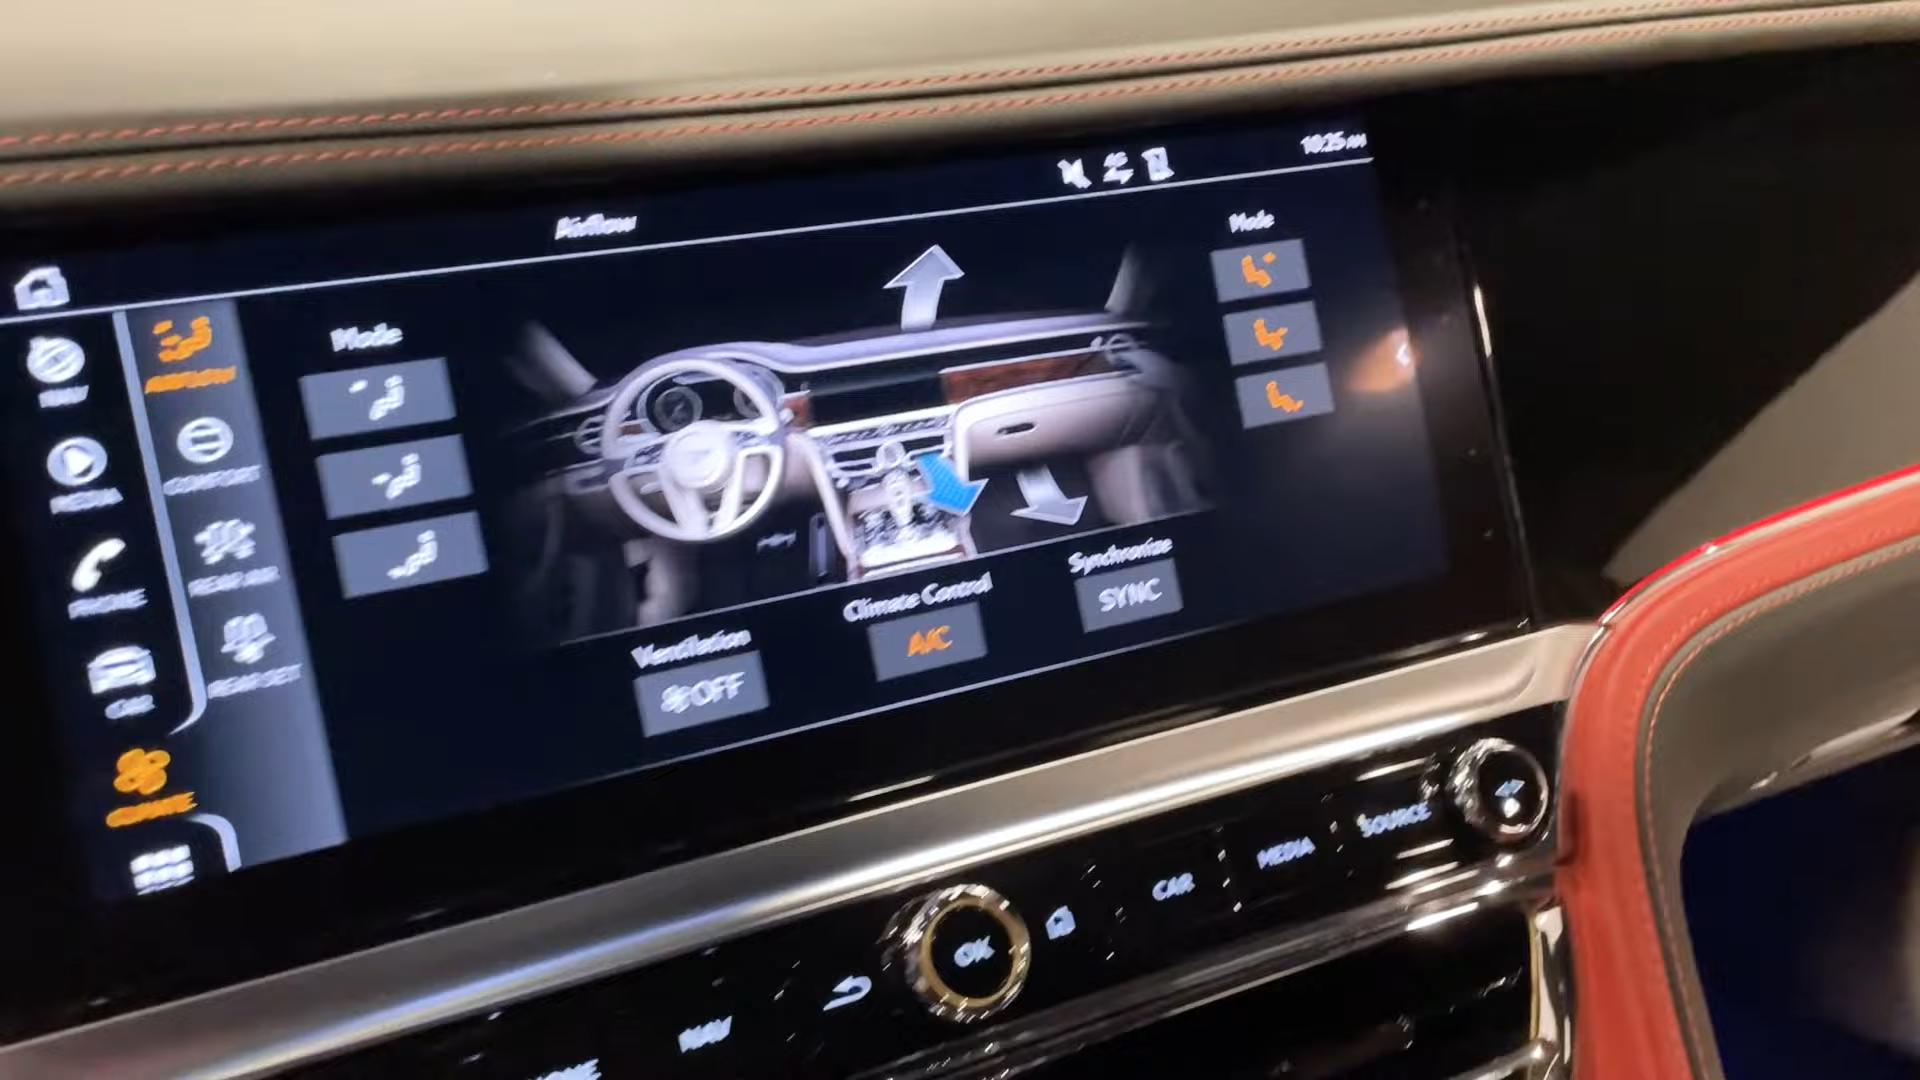 10:25 AM
Airflow
Mode
Mode
NAV
AIRFLOW
MEDIA
COMFORT
PHONE
REAR AIR
CAR
REAR SET
CLIMATE
Ventilation
OFF
Climate Control
A/C
Synchronize
SYNC
NAV
OK
CAR
MEDIA
SOURCE